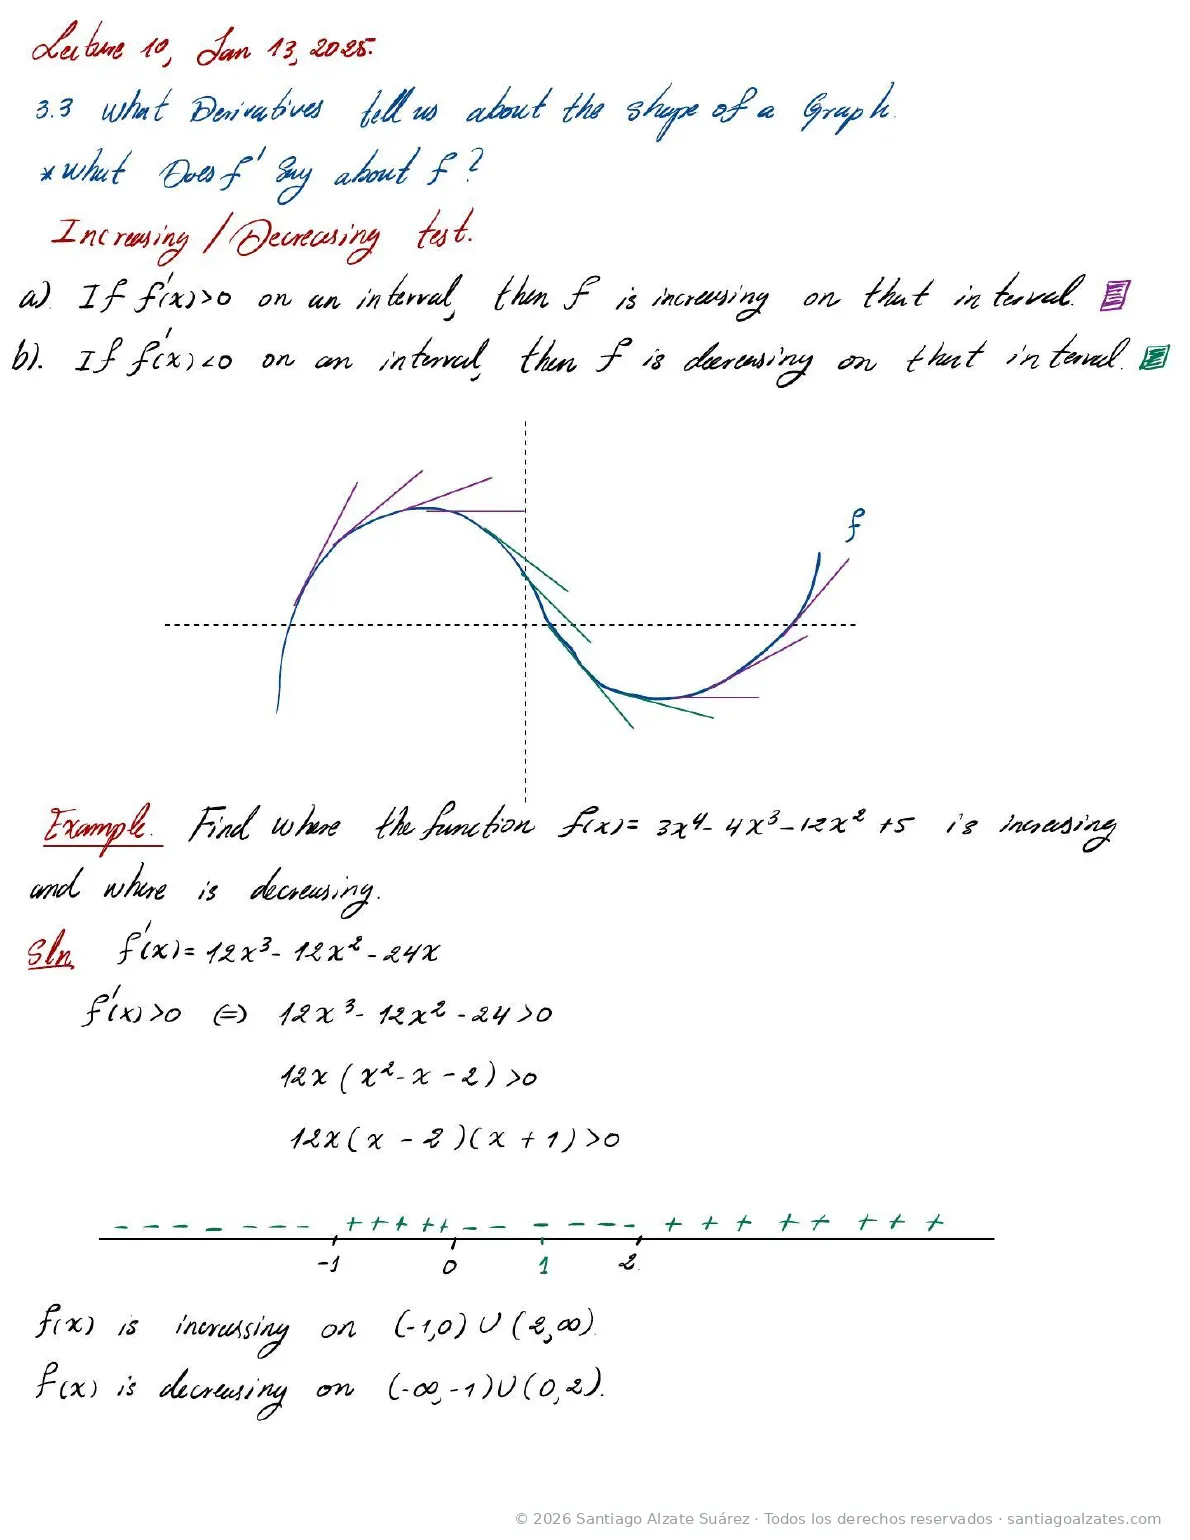 Lecture 10, Jan 13, 2025.
3.3 What Derivatives tell us about the shape of a Graph.
* What Does f' Say about f?
Increasing / Decreasing test.
a). If f'(x)>0 on an interval, then f is increasing on that interval.
b). If f'(x)<0 on an interval, then f is decreasing on that interval.
f
Example. Find where the function f(x)= 3x⁴- 4x³-12x² +5 is increasing
and where is decreasing.
Sln f'(x)= 12x³- 12x² -24x
f'(x)>0 ⇔ 12x³- 12x² -24>0
12x (x²-x -2)>0
12x(x - 2)(x + 1)>0
- - - - - - - + + + + + - - - - - - + + + + + + + +
-1 0 1 2.
f(x) is increasing on (-1,0) ∪ (2,∞).
f(x) is decreasing on (-∞,-1)∪(0,2).
© 2026 Santiago Alzate Suárez · Todos los derechos reservados · santiagoalzates.com